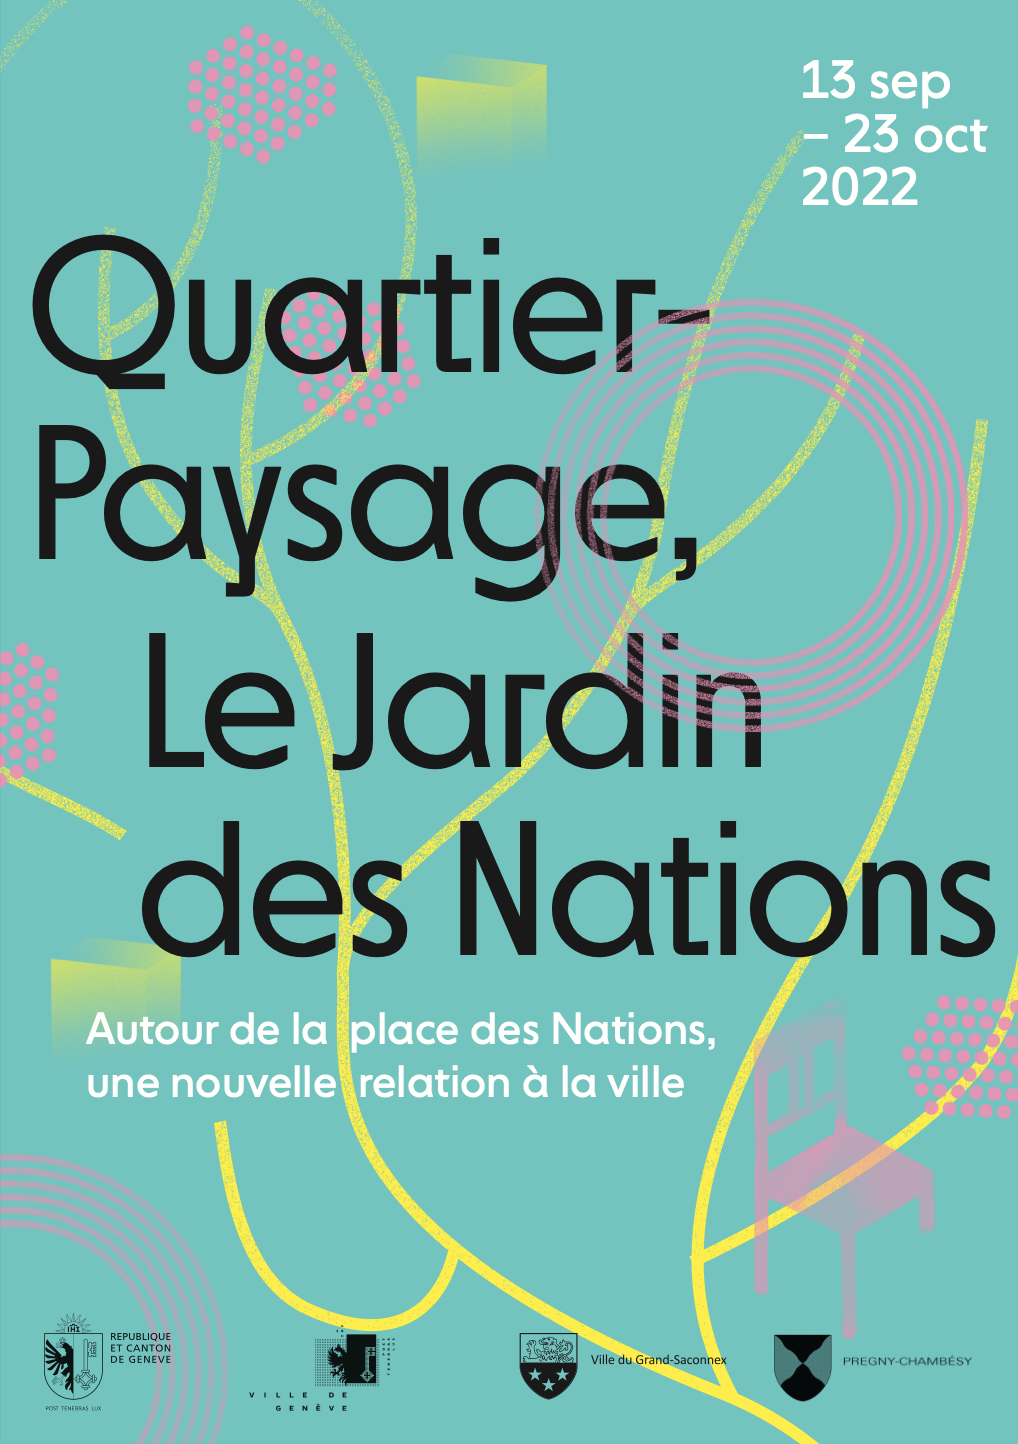 13 sep
– 23 oct
2022
Quartier-
Paysage,
Le Jardin
des Nations
Autour de la place des Nations,
une nouvelle relation à la ville
REPUBLIQUE
ET CANTON
DE GENEVE
POST TENEBRAS LUX
VILLE DE
GENÈVE
Ville du Grand-Saconnex
PREGNY-CHAMBÉSY